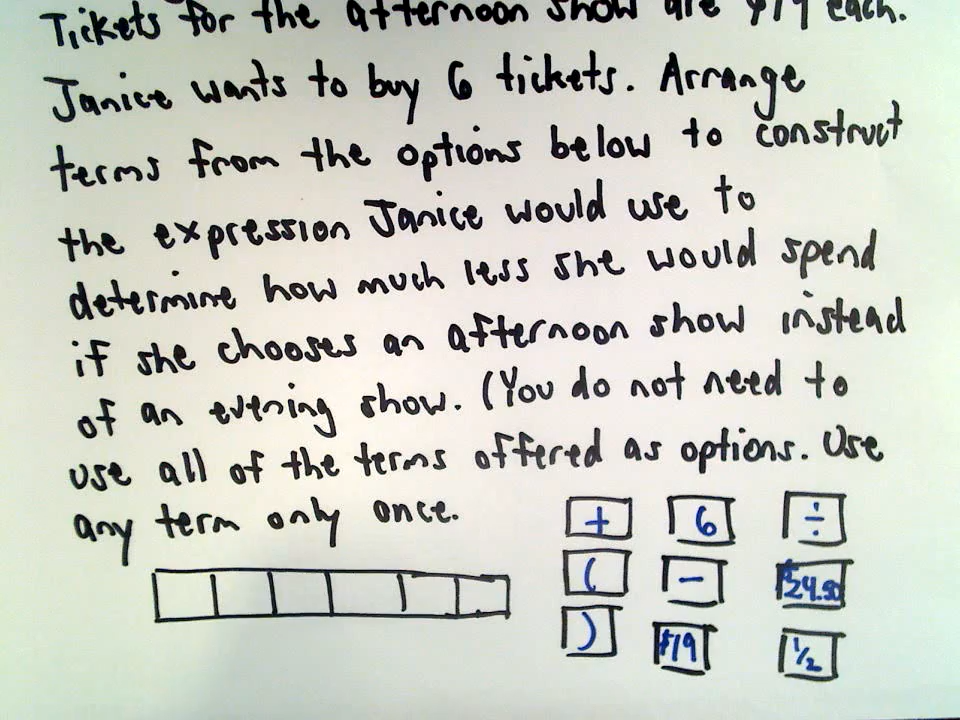 Tickets for the afternoon show are $19 each.
Janice wants to buy 6 tickets. Arrange
terms from the options below to construct
the expression Janice would use to
determine how much less she would spend
if she chooses an afternoon show instead
of an evening show. (You do not need to
use all of the terms offered as options. Use
any term only once.
+ 6 ÷
( - $24.50
) $19 1/2